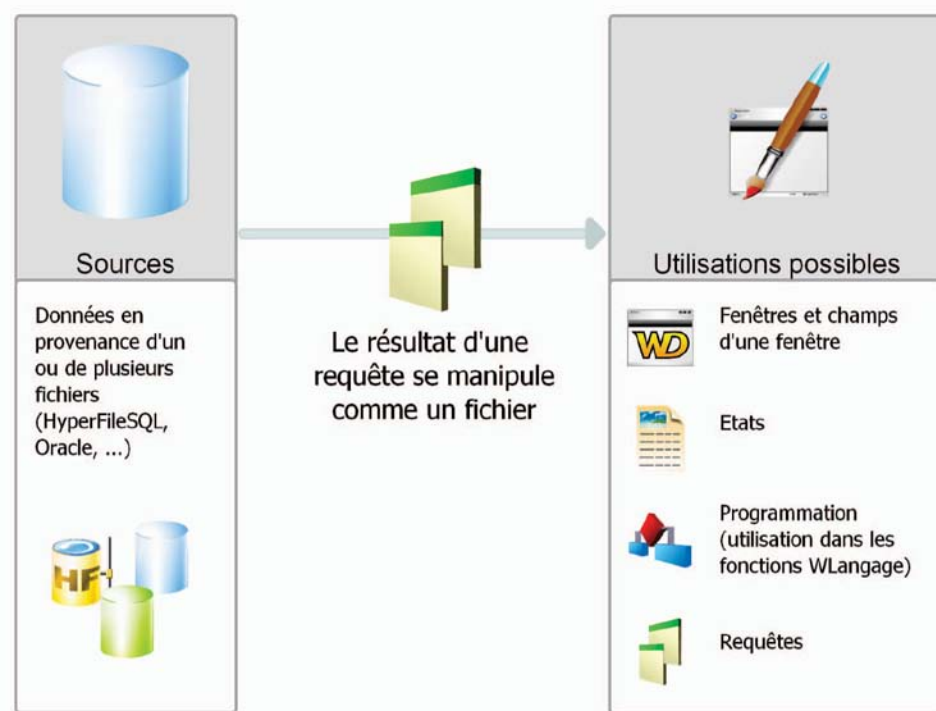 Sources
Données en
provenance d'un
ou de plusieurs
fichiers
(HyperFileSQL,
Oracle, ...)
HF
Le résultat d'une
requête se manipule
comme un fichier
Utilisations possibles
WD
Fenêtres et champs
d'une fenêtre
Etats
Programmation
(utilisation dans les
fonctions WLangage)
Requêtes